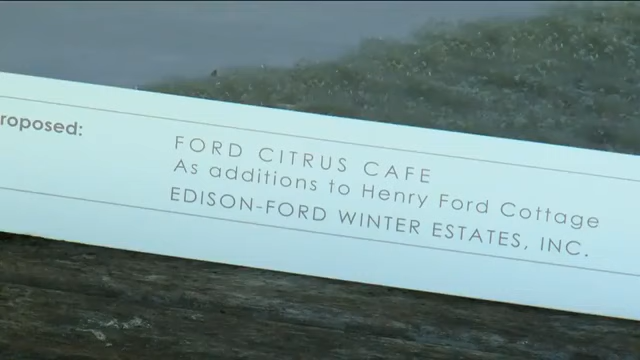 roposed:
FORD CITRUS CAFE
As additions to Henry Ford Cottage
EDISON-FORD WINTER ESTATES, INC.